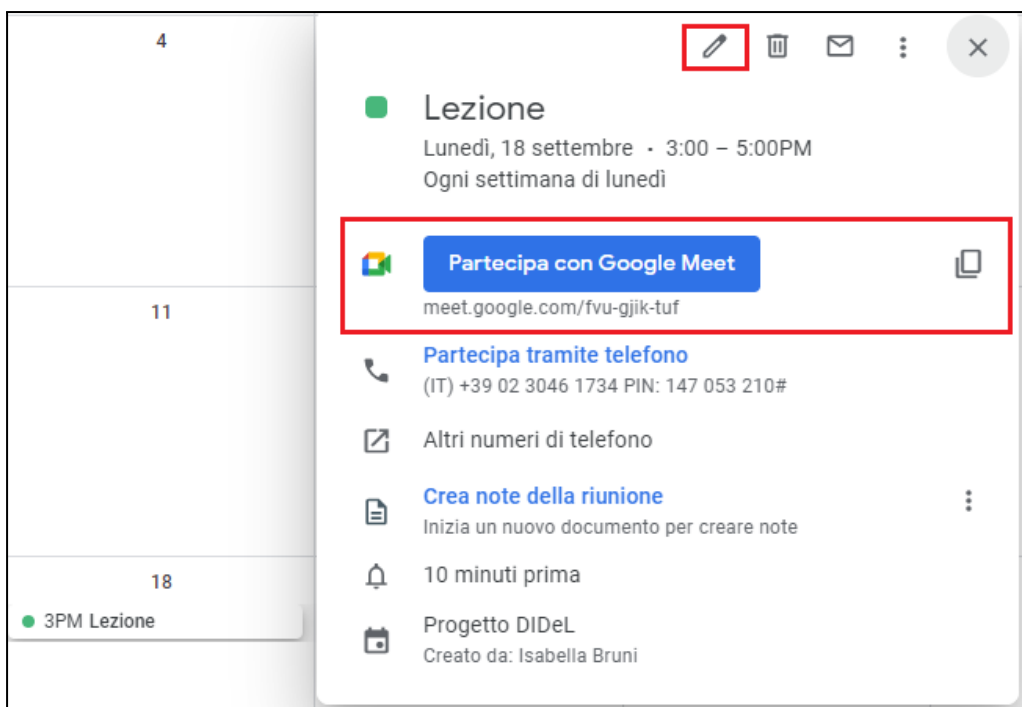 4
Lezione
Lunedì, 18 settembre · 3:00 – 5:00PM
Ogni settimana di lunedì
Partecipa con Google Meet
meet.google.com/fvu-gjik-tuf
11
Partecipa tramite telefono
(IT) +39 02 3046 1734 PIN: 147 053 210#
Altri numeri di telefono
Crea note della riunione
Inizia un nuovo documento per creare note
18
10 minuti prima
3PM Lezione
Progetto DIDeL
Creato da: Isabella Bruni